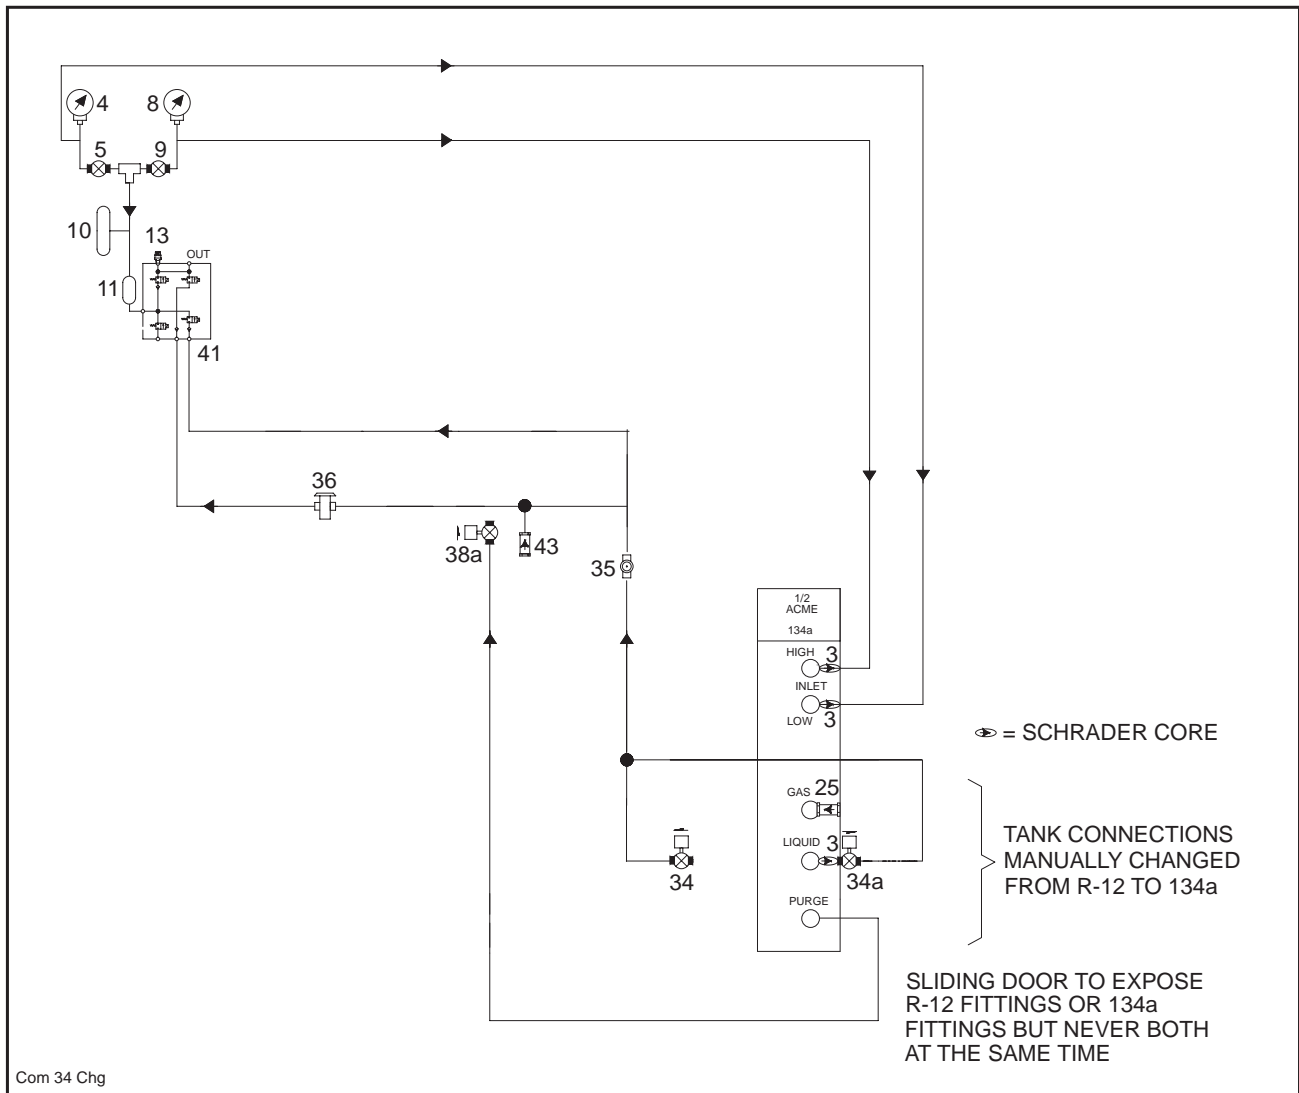 4
8
5
9
10
13
OUT
11
41
36
38a
43
35
1/2
ACME
134a
HIGH 3
INLET
LOW 3
= SCHRADER CORE
GAS 25
LIQUID 3
34
34a
PURGE
TANK CONNECTIONS
MANUALLY CHANGED
FROM R-12 TO 134a
SLIDING DOOR TO EXPOSE
R-12 FITTINGS OR 134a
FITTINGS BUT NEVER BOTH
AT THE SAME TIME
Com 34 Chg